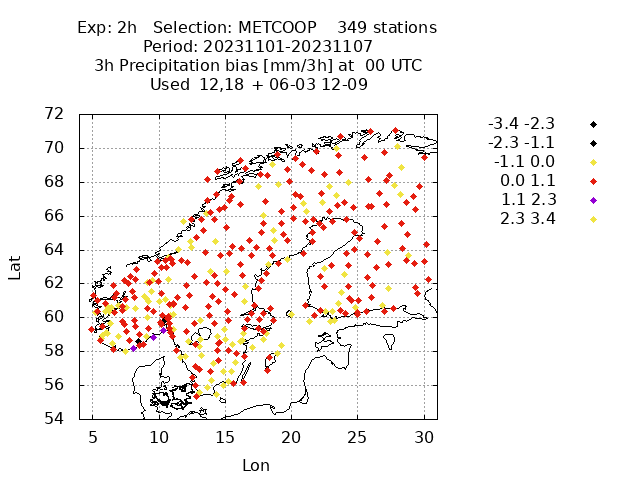 Exp: 2h   Selection: METCOOP    349 stations
Period: 20231101-20231107
3h Precipitation bias [mm/3h] at  00 UTC
Used 12,18 + 06-03 12-09
-3.4 -2.3
-2.3 -1.1
-1.1 0.0
0.0 1.1
1.1 2.3
2.3 3.4
72
70
68
66
64
62
60
58
56
54
Lat
5 10 15 20 25 30
Lon